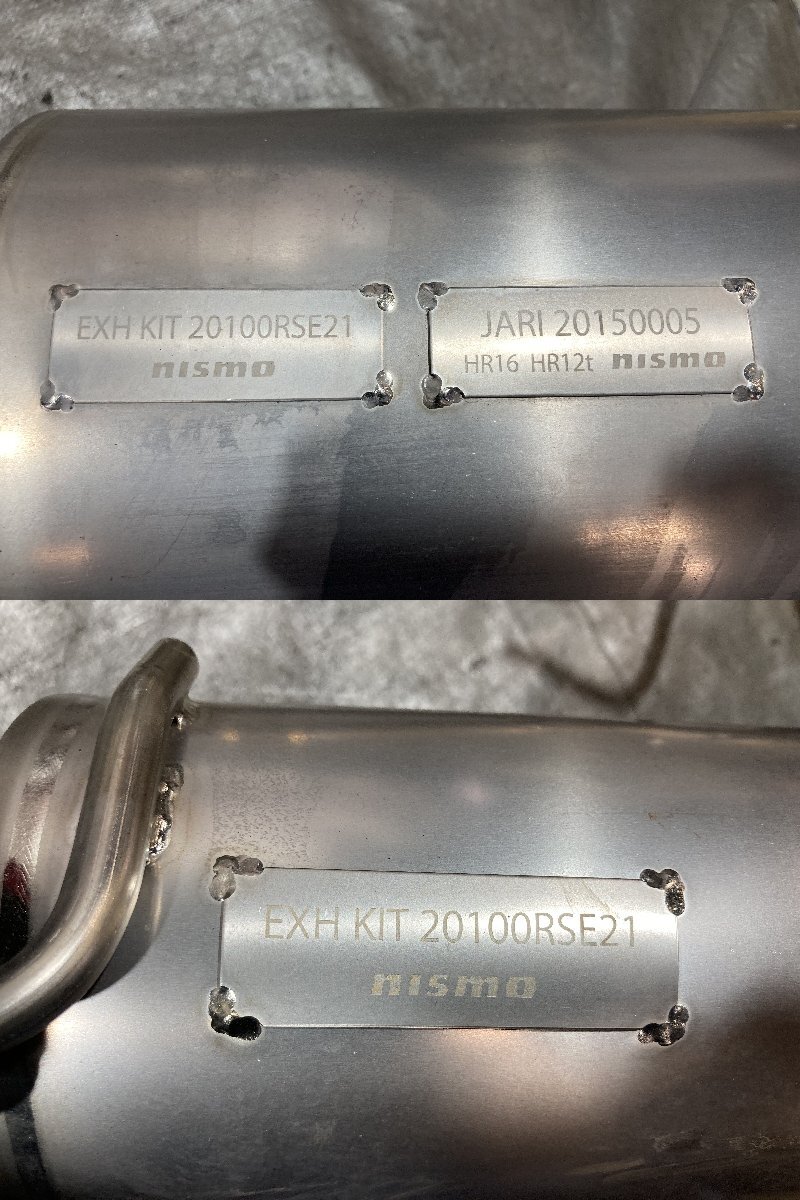 EXH KIT 20100RSE21
nismo
JARI 20150005
HR16 HR12t nismo
EXH KIT 20100RSE21
nismo